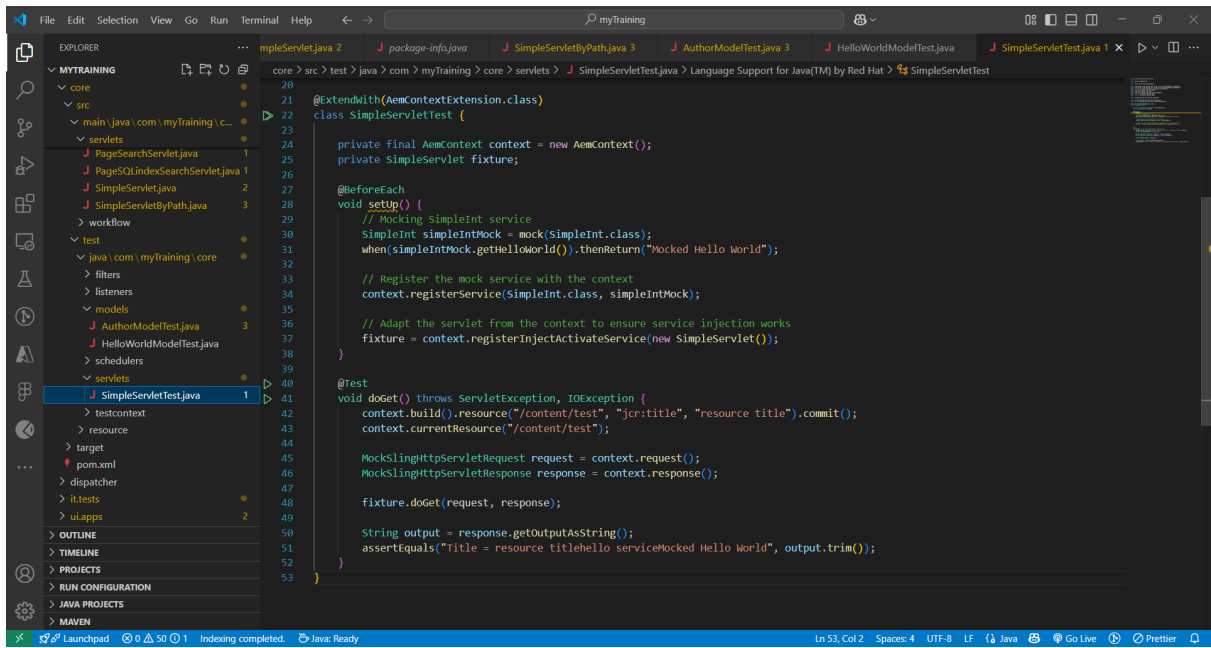 File Edit Selection View Go Run Terminal Help
myTraining
EXPLORER
MYTRAINING
core
src
main \ java \ com \ myTraining \ c...
servlets
PageSearchServlet.java 1
PageSQLindexSearchServlet.java 1
SimpleServlet.java 2
SimpleServletByPath.java 3
workflow
test
java \ com \ myTraining \ core
filters
listeners
models
AuthorModelTest.java 3
HelloWorldModelTest.java
schedulers
servlets
SimpleServletTest.java 1
testcontext
resource
target
pom.xml
dispatcher
it.tests
ui.apps 2
OUTLINE
TIMELINE
PROJECTS
RUN CONFIGURATION
JAVA PROJECTS
MAVEN
mpleServlet.java 2 package-info.java SimpleServletByPath.java 3 AuthorModelTest.java 3 HelloWorldModelTest.java SimpleServletTest.java 1
core > src > test > java > com > myTraining > core > servlets > J SimpleServletTest.java > Language Support for Java(TM) by Red Hat > SimpleServletTest
20
21 @ExtendWith(AemContextExtension.class)
22 class SimpleServletTest {
23
24 private final AemContext context = new AemContext();
25 private SimpleServlet fixture;
26
27 @BeforeEach
28 void setUp() {
29 // Mocking SimpleInt service
30 SimpleInt simpleIntMock = mock(SimpleInt.class);
31 when(simpleIntMock.getHelloWorld()).thenReturn("Mocked Hello World");
32
33 // Register the mock service with the context
34 context.registerService(SimpleInt.class, simpleIntMock);
35
36 // Adapt the servlet from the context to ensure service injection works
37 fixture = context.registerInjectActivateService(new SimpleServlet());
38 }
39
40 @Test
41 void doGet() throws ServletException, IOException {
42 context.build().resource("/content/test", "jcr:title", "resource title").commit();
43 context.currentResource("/content/test");
44
45 MockSlingHttpServletRequest request = context.request();
46 MockSlingHttpServletResponse response = context.response();
47
48 fixture.doGet(request, response);
49
50 String output = response.getOutputAsString();
51 assertEquals("Title = resource titlehello serviceMocked Hello World", output.trim());
52 }
53 }
Launchpad 0 50 1 Indexing completed. Java: Ready Ln 53, Col 2 Spaces: 4 UTF-8 LF Java Go Live Prettier